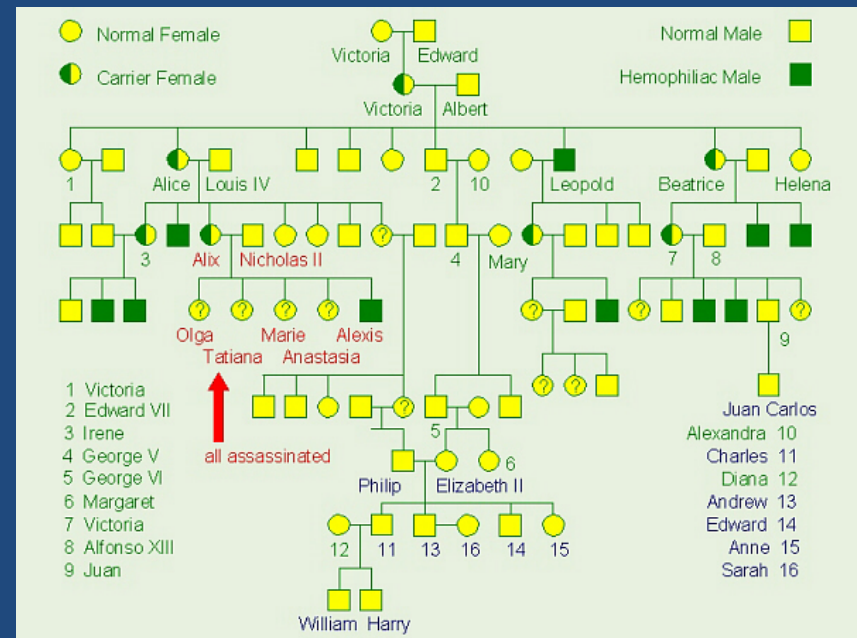 Normal Female
Normal Male
Victoria Edward
Carrier Female
Hemophiliac Male
Victoria Albert
1 Alice Louis IV 2 10 Leopold Beatrice Helena
3 Alix Nicholas II ? 4 Mary 7 8
? ? ? ? ? ? ?
Olga Marie Alexis 9
Tatiana Anastasia
? ? ?
all assassinated
5
Philip Elizabeth II 6
12 11 13 16 14 15
William Harry
1 Victoria
2 Edward VII
3 Irene
4 George V
5 George VI
6 Margaret
7 Victoria
8 Alfonso XIII
9 Juan
Juan Carlos
Alexandra 10
Charles 11
Diana 12
Andrew 13
Edward 14
Anne 15
Sarah 16